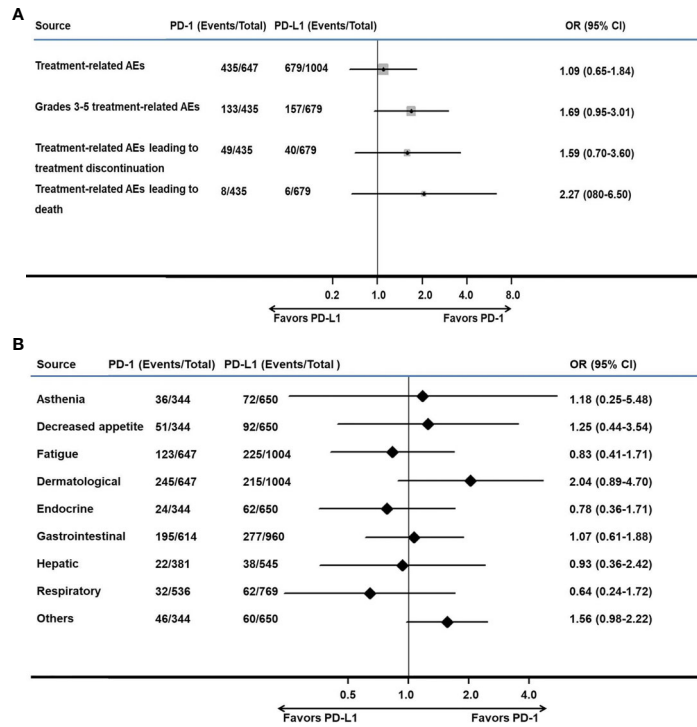 A
Source PD-1 (Events/Total) PD-L1 (Events/Total) OR (95% CI)
Treatment-related AEs 435/647 679/1004 1.09 (0.65-1.84)
Grades 3-5 treatment-related AEs 133/435 157/679 1.69 (0.95-3.01)
Treatment-related AEs leading to 49/435 40/679 1.59 (0.70-3.60)
treatment discontinuation
Treatment-related AEs leading to 8/435 6/679 2.27 (080-6.50)
death
0.2 1.0 2.0 4.0 8.0
Favors PD-L1 Favors PD-1
B
Source PD-1 (Events/Total) PD-L1 (Events/Total ) OR (95% CI)
Asthenia 36/344 72/650 1.18 (0.25-5.48)
Decreased appetite 51/344 92/650 1.25 (0.44-3.54)
Fatigue 123/647 225/1004 0.83 (0.41-1.71)
Dermatological 245/647 215/1004 2.04 (0.89-4.70)
Endocrine 24/344 62/650 0.78 (0.36-1.71)
Gastrointestinal 195/614 277/960 1.07 (0.61-1.88)
Hepatic 22/381 38/545 0.93 (0.36-2.42)
Respiratory 32/536 62/769 0.64 (0.24-1.72)
Others 46/344 60/650 1.56 (0.98-2.22)
0.5 1.0 2.0 4.0
Favors PD-L1 Favors PD-1